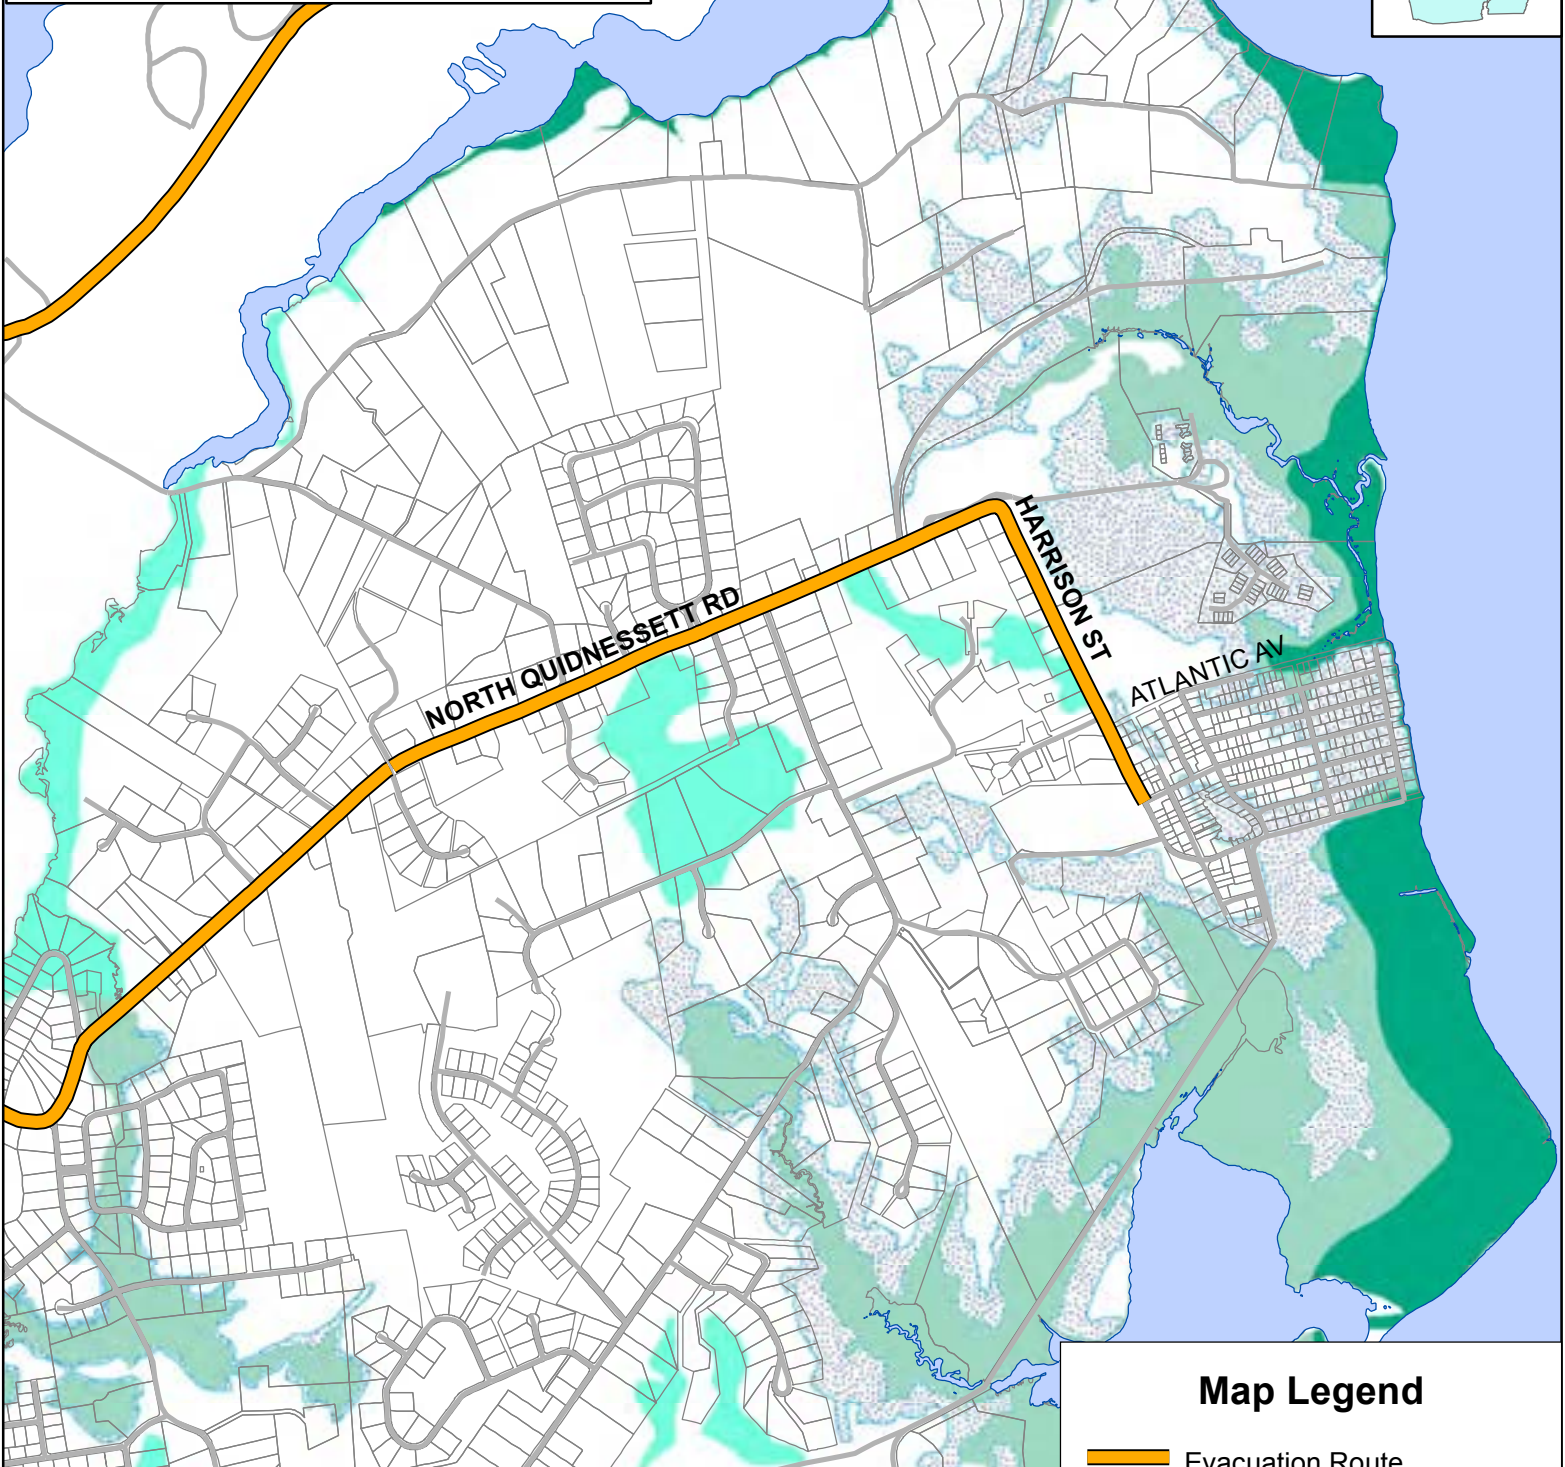 HARRISON ST
NORTH QUIDNESSETT RD
ATLANTIC AV
Map Legend
Evacuation Route